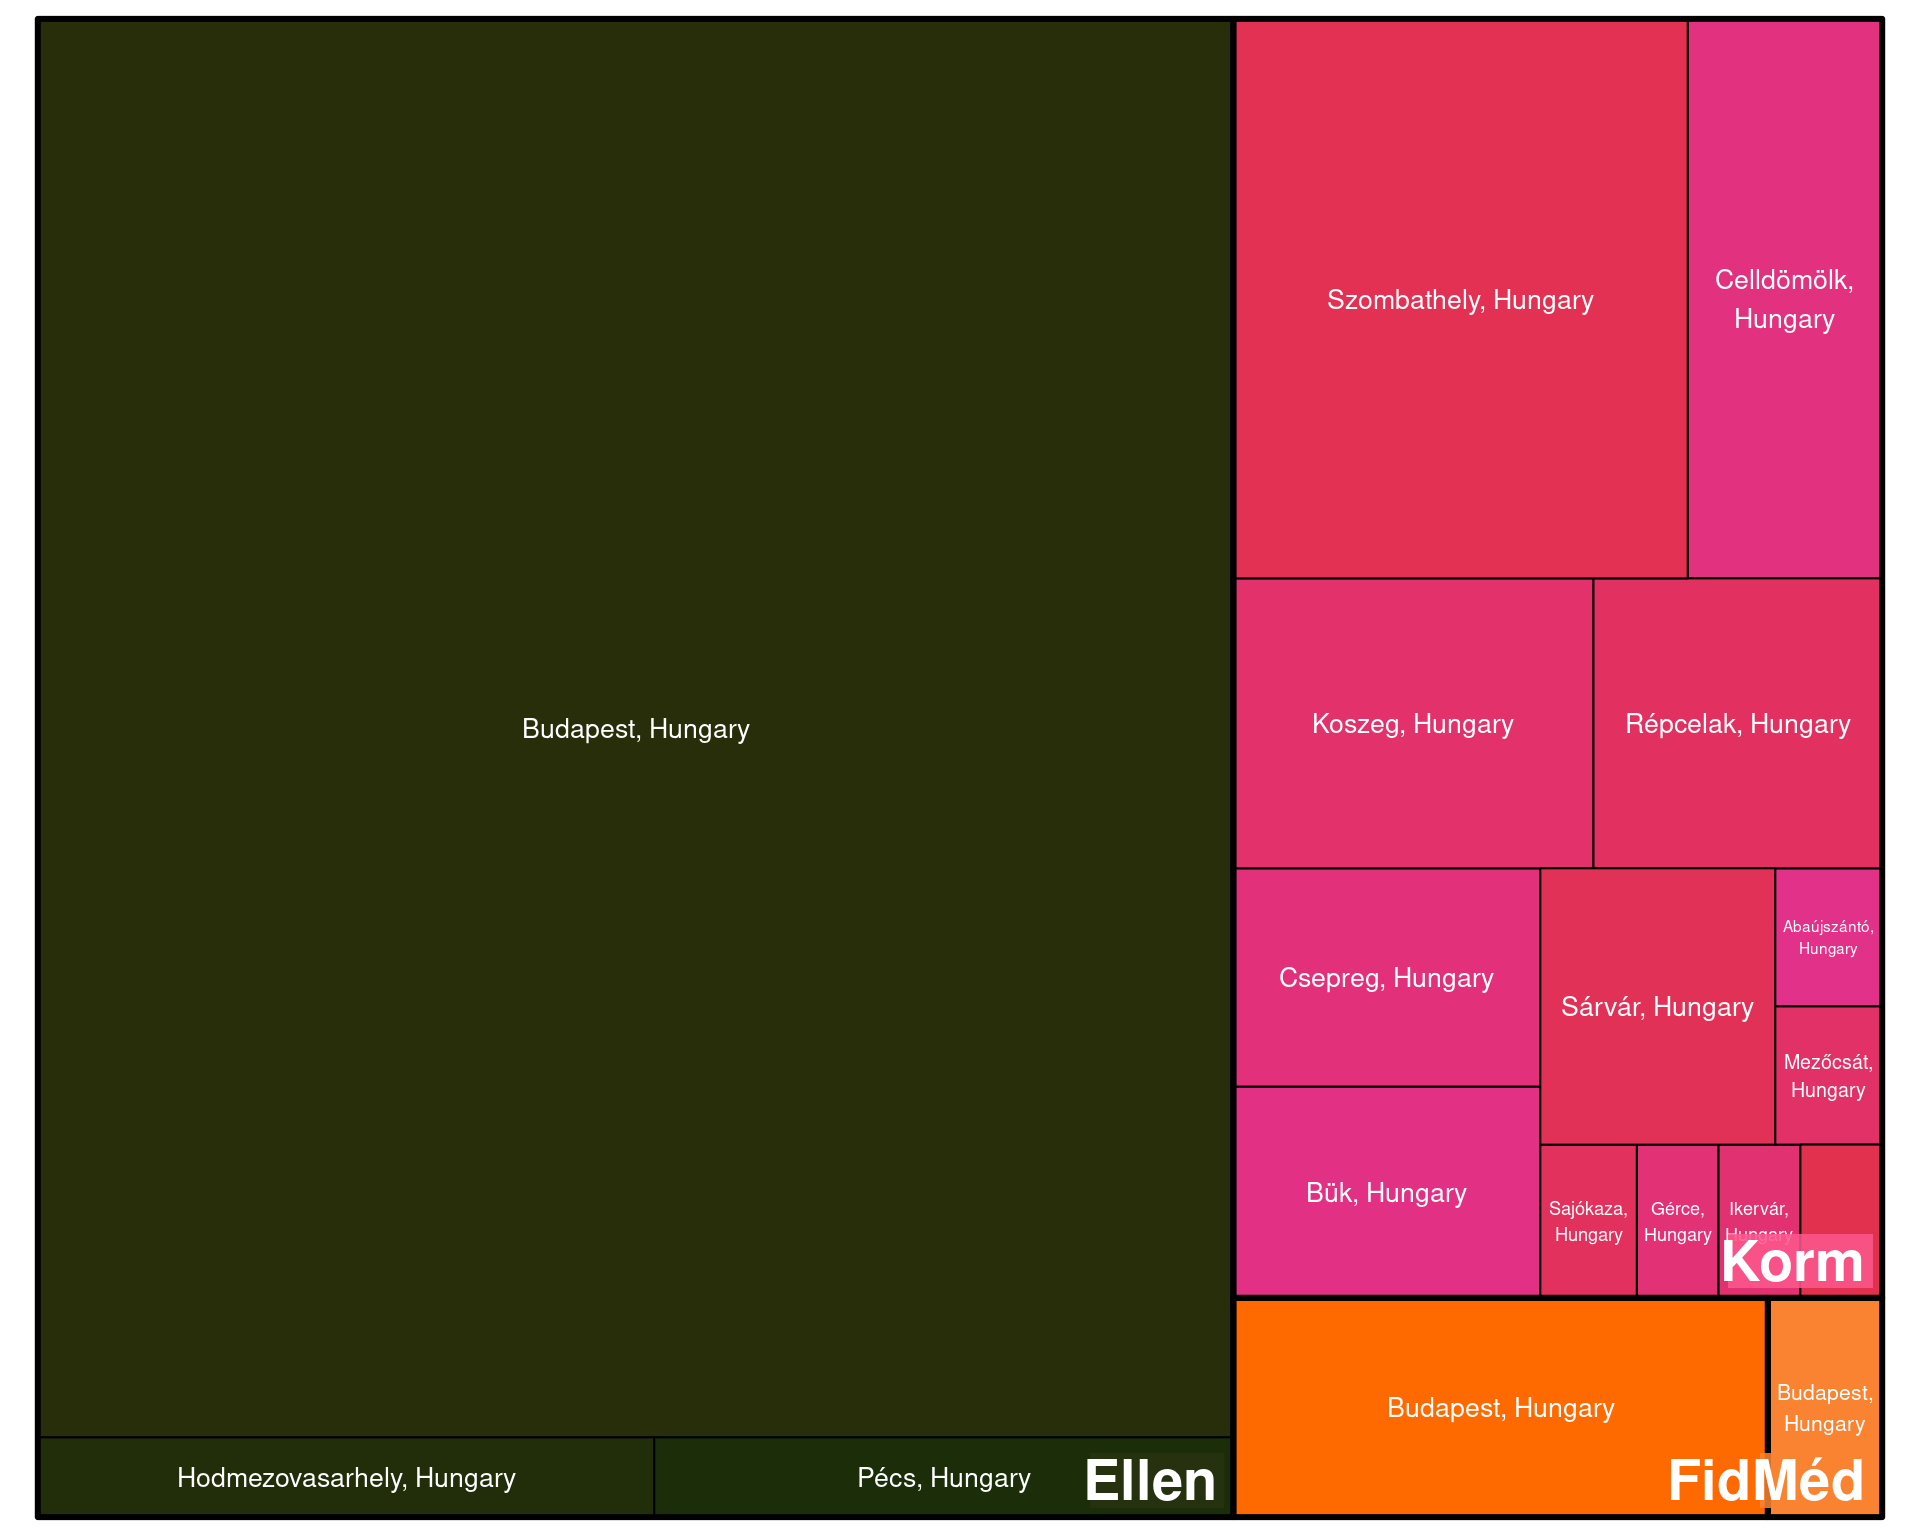 Budapest, Hungary
Hodmezovasarhely, Hungary
Pécs, Hungary
Ellen
Szombathely, Hungary
Celldömölk,
Hungary
Koszeg, Hungary
Répcelak, Hungary
Csepreg, Hungary
Bük, Hungary
Sárvár, Hungary
Abaújszántó,
Hungary
Mezőcsát,
Hungary
Sajókaza,
Hungary
Gérce,
Hungary
Ikervár,
Hungary
Korm
Budapest, Hungary
Budapest,
Hungary
FidMéd